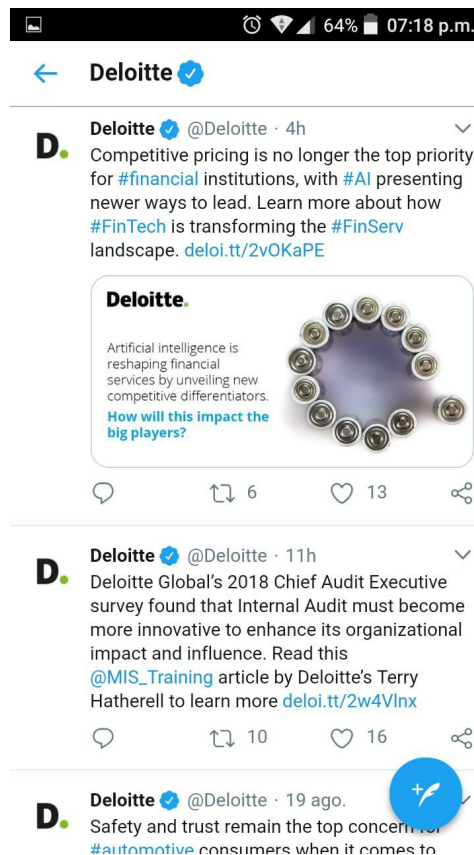 64% 07:18 p.m.
Deloitte
Deloitte @Deloitte · 4h
Competitive pricing is no longer the top priority
for #financial institutions, with #AI presenting
newer ways to lead. Learn more about how
#FinTech is transforming the #FinServ
landscape. deloi.tt/2vOKaPE
Deloitte.
Artificial intelligence is
reshaping financial
services by unveiling new
competitive differentiators.
How will this impact the
big players?
6 13
D.
Deloitte @Deloitte · 11h
Deloitte Global's 2018 Chief Audit Executive
survey found that Internal Audit must become
more innovative to enhance its organizational
impact and influence. Read this
@MIS_Training article by Deloitte's Terry
Hatherell to learn more deloi.tt/2w4Vlnx
10 16
D.
Deloitte @Deloitte · 19 ago.
Safety and trust remain the top concern for
#automotive consumers when it comes to
D.